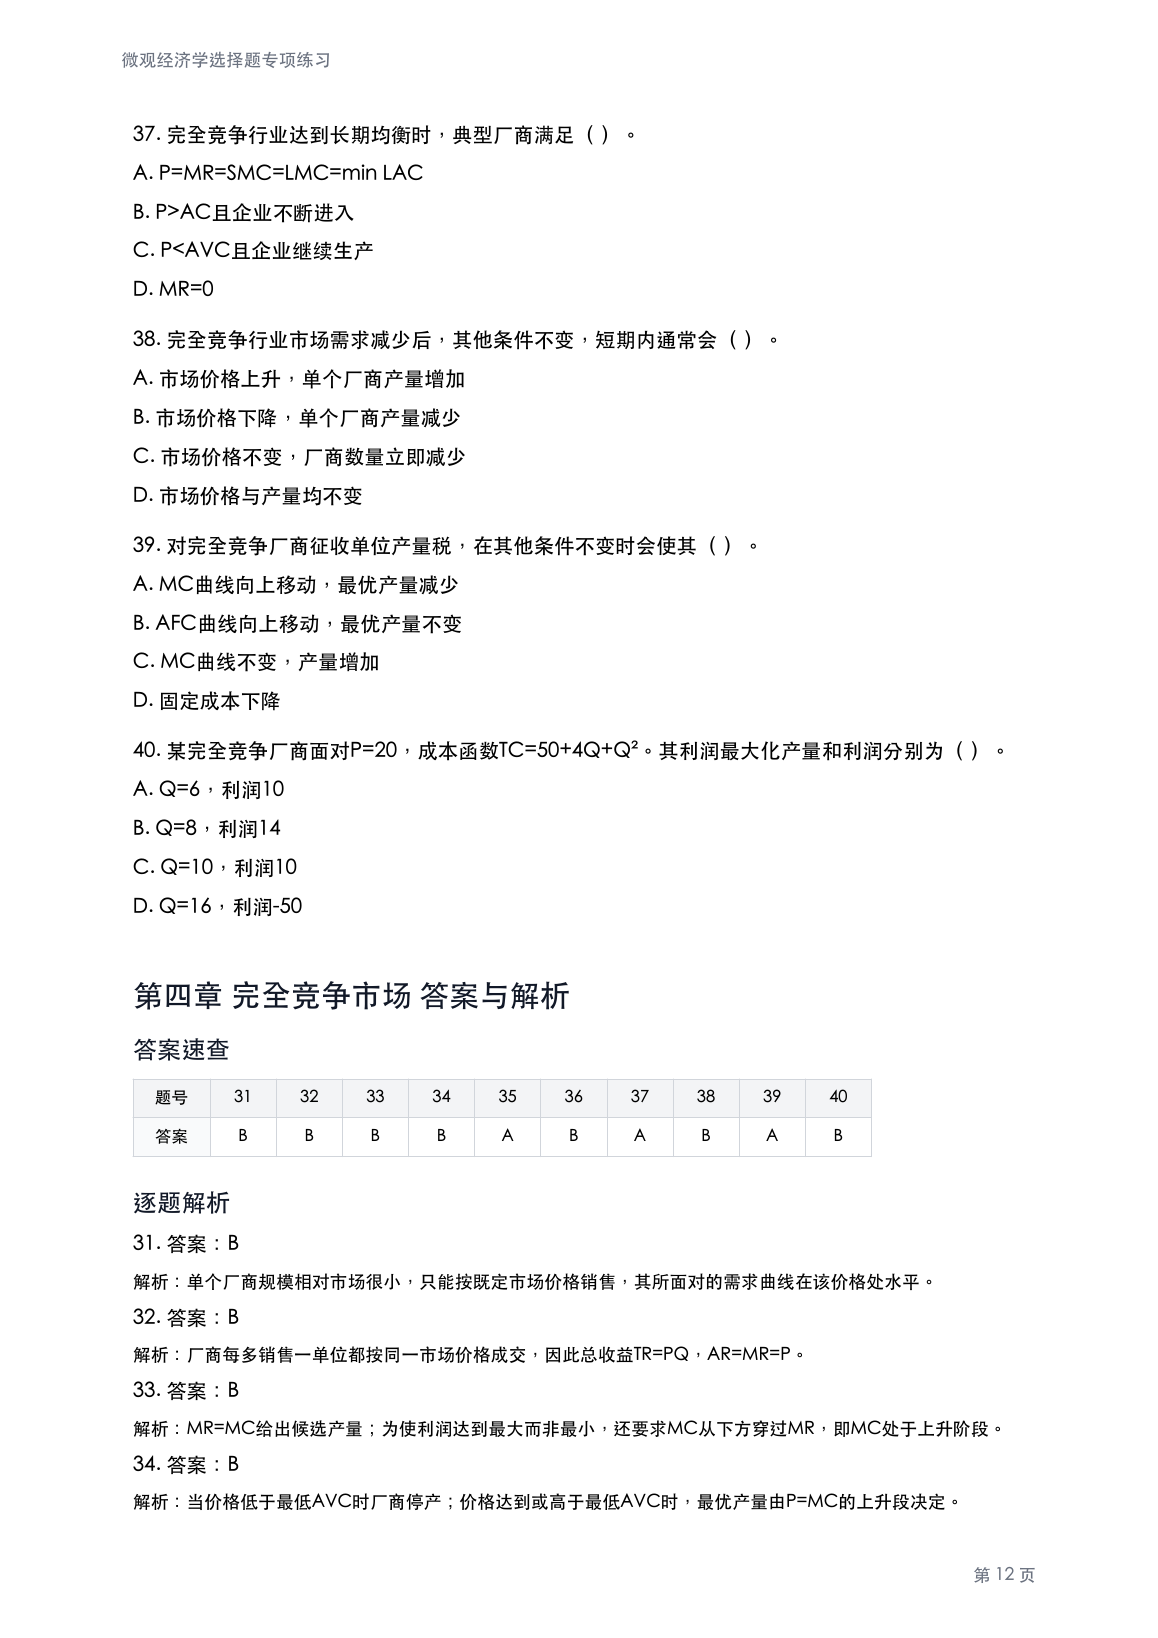 微观经济学选择题专项练习
37. 完全竞争行业达到长期均衡时，典型厂商满足（ ）。
A. P=MR=SMC=LMC=min LAC
B. P>AC且企业不断进入
C. P<AVC且企业继续生产
D. MR=0
38. 完全竞争行业市场需求减少后，其他条件不变，短期内通常会（ ）。
A. 市场价格上升，单个厂商产量增加
B. 市场价格下降，单个厂商产量减少
C. 市场价格不变，厂商数量立即减少
D. 市场价格与产量均不变
39. 对完全竞争厂商征收单位产量税，在其他条件不变时会使其（ ）。
A. MC曲线向上移动，最优产量减少
B. AFC曲线向上移动，最优产量不变
C. MC曲线不变，产量增加
D. 固定成本下降
40. 某完全竞争厂商面对P=20，成本函数TC=50+4Q+Q²。其利润最大化产量和利润分别为（ ）。
A. Q=6，利润10
B. Q=8，利润14
C. Q=10，利润10
D. Q=16，利润-50
第四章 完全竞争市场 答案与解析
答案速查
题号 31 32 33 34 35 36 37 38 39 40
答案 B B B B A B A B A B
逐题解析
31. 答案：B
解析：单个厂商规模相对市场很小，只能按既定市场价格销售，其所面对的需求曲线在该价格处水平。
32. 答案：B
解析：厂商每多销售一单位都按同一市场价格成交，因此总收益TR=PQ，AR=MR=P。
33. 答案：B
解析：MR=MC给出候选产量；为使利润达到最大而非最小，还要求MC从下方穿过MR，即MC处于上升阶段。
34. 答案：B
解析：当价格低于最低AVC时厂商停产；价格达到或高于最低AVC时，最优产量由P=MC的上升段决定。
第 12 页